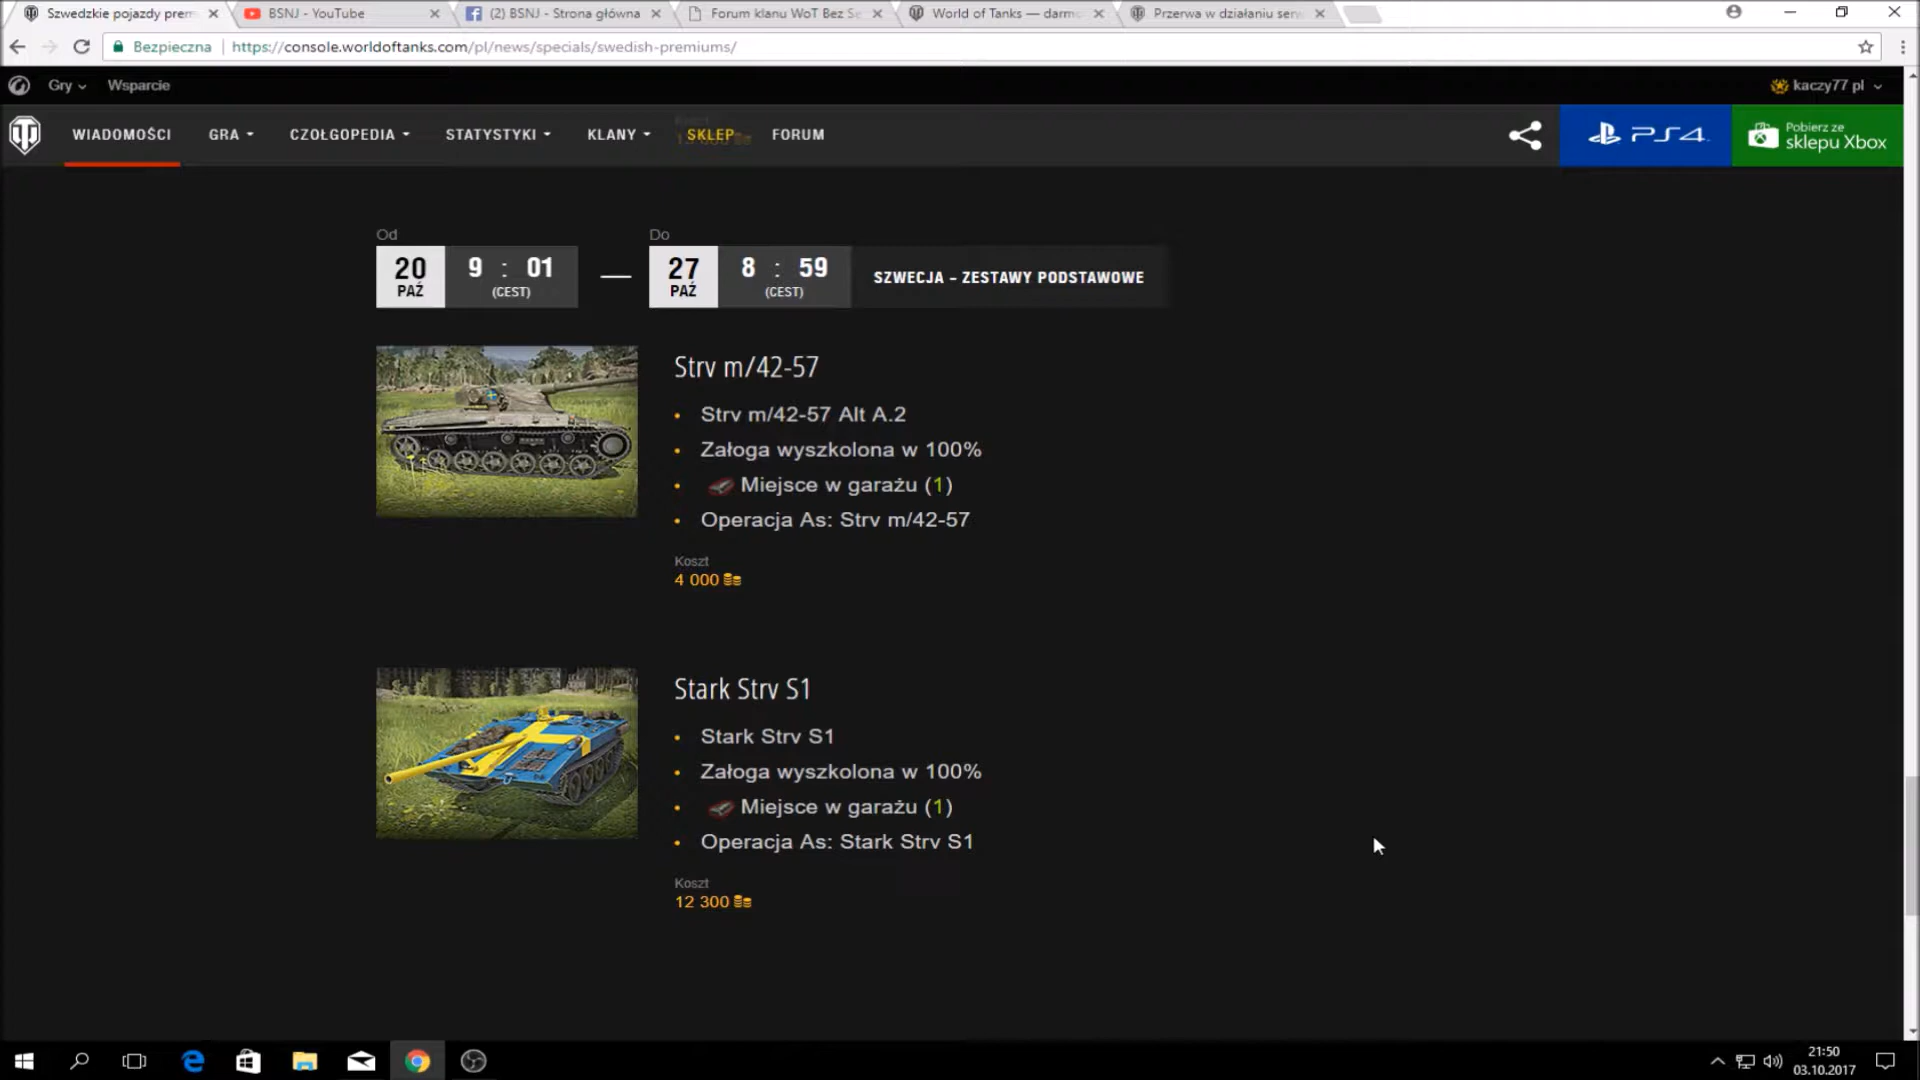 Szwedzkie pojazdy prem
BSNJ - YouTube
(2) BSNJ - Strona główna
Forum klanu WoT Bez Se
World of Tanks — darm
Przerwa w działaniu serw
Bezpieczna
https://console.worldoftanks.com/pl/news/specials/swedish-premiums/
Gry
Wsparcie
kaczy77 pl
WIADOMOŚCI
GRA
CZOŁGOPEDIA
STATYSTYKI
KLANY
SKLEP
FORUM
PS4
Pobierz ze
sklepu Xbox
Od
Do
20
PAŹ
9 : 01
(CEST)
—
27
PAŹ
8 : 59
(CEST)
SZWECJA – ZESTAWY PODSTAWOWE
Strv m/42-57
• Strv m/42-57 Alt A.2
• Załoga wyszkolona w 100%
• Miejsce w garażu (1)
• Operacja As: Strv m/42-57
Koszt
4 000
Stark Strv S1
• Stark Strv S1
• Załoga wyszkolona w 100%
• Miejsce w garażu (1)
• Operacja As: Stark Strv S1
Koszt
12 300
21:50
03.10.2017